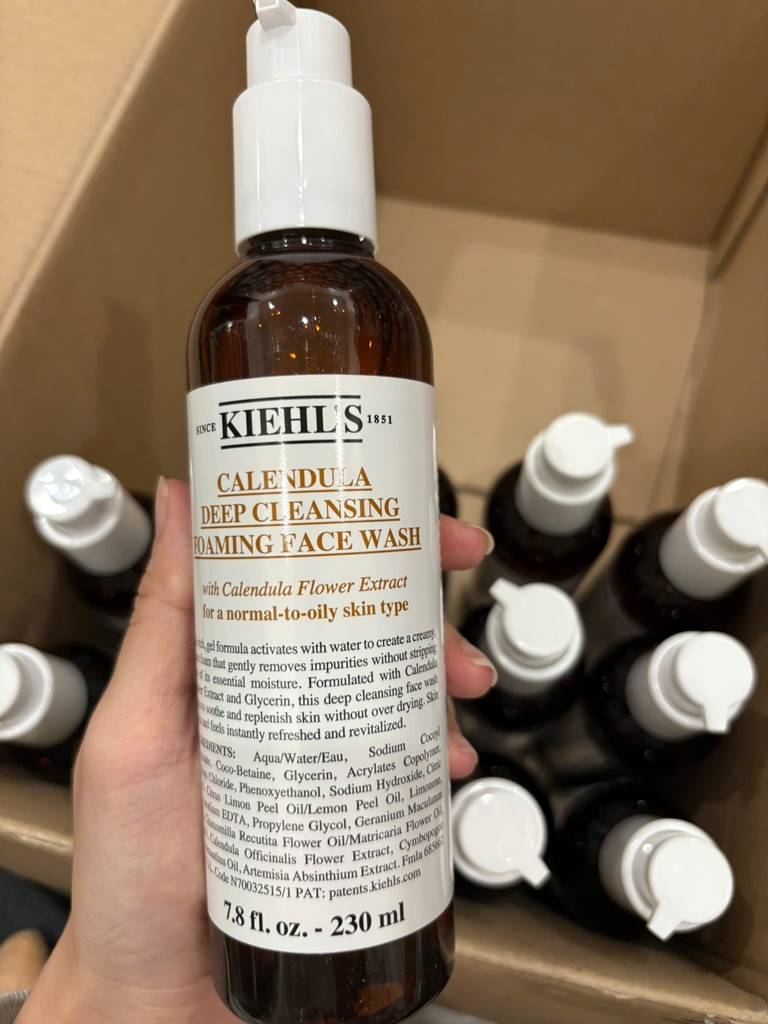 SINCE KIEHL'S 1851
CALENDULA
DEEP CLEANSING
FOAMING FACE WASH
with Calendula Flower Extract
for a normal-to-oily skin type
rich, gel formula activates with water to create a creamy,
foam that gently removes impurities without stripping
of its essential moisture. Formulated with Calendula
Extract and Glycerin, this deep cleansing face wash
to soothe and replenish skin without over drying. Skin
and feels instantly refreshed and revitalized.
Aqua/Water/Eau, Sodium Cocoyl
Coco-Betaine, Glycerin, Acrylates Copolymer,
Chloride, Phenoxyethanol, Sodium Hydroxide, Citric
Citrus Limon Peel Oil/Lemon Peel Oil, Limonene,
EDTA, Propylene Glycol, Geranium Maculatum
Chamomilla Recutita Flower Oil/Matricaria Flower Oil,
Calendula Officinalis Flower Extract, Cymbopogon
Oil, Artemisia Absinthium Extract. Fmla
Code N70032515/1 PAT: patents.kiehls.com
7.8 fl. oz. - 230 ml